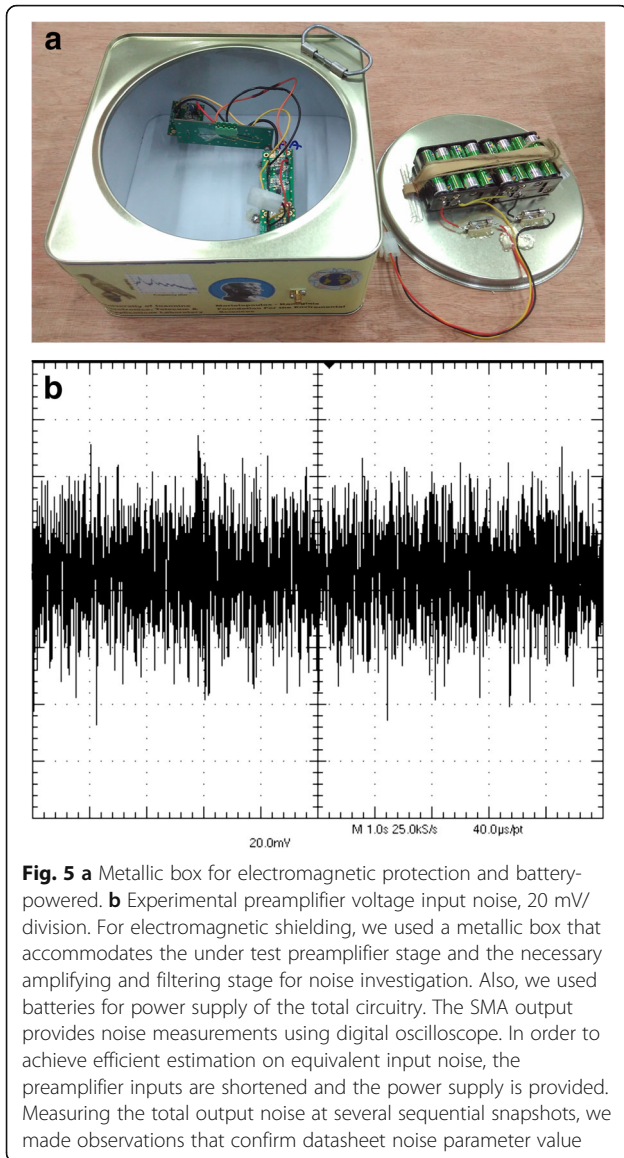 a
b
20.0mV
M 1.0s 25.0kS/s
40.0µs/pt
Fig. 5 a Metallic box for electromagnetic protection and battery-
powered. b Experimental preamplifier voltage input noise, 20 mV/
division. For electromagnetic shielding, we used a metallic box that
accommodates the under test preamplifier stage and the necessary
amplifying and filtering stage for noise investigation. Also, we used
batteries for power supply of the total circuitry. The SMA output
provides noise measurements using digital oscilloscope. In order to
achieve efficient estimation on equivalent input noise, the
preamplifier inputs are shortened and the power supply is provided.
Measuring the total output noise at several sequential snapshots, we
made observations that confirm datasheet noise parameter value